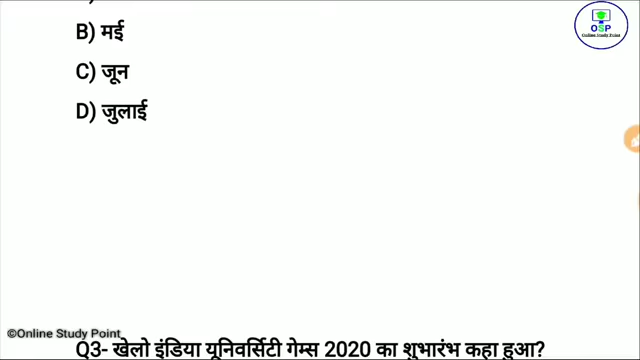 B) मई
C) जून
D) जुलाई
OSP
Online Study Point
©Online Study Point
Q3- खेलो इंडिया यूनिवर्सिटी गेम्स 2020 का शुभारंभ कहा हुआ?